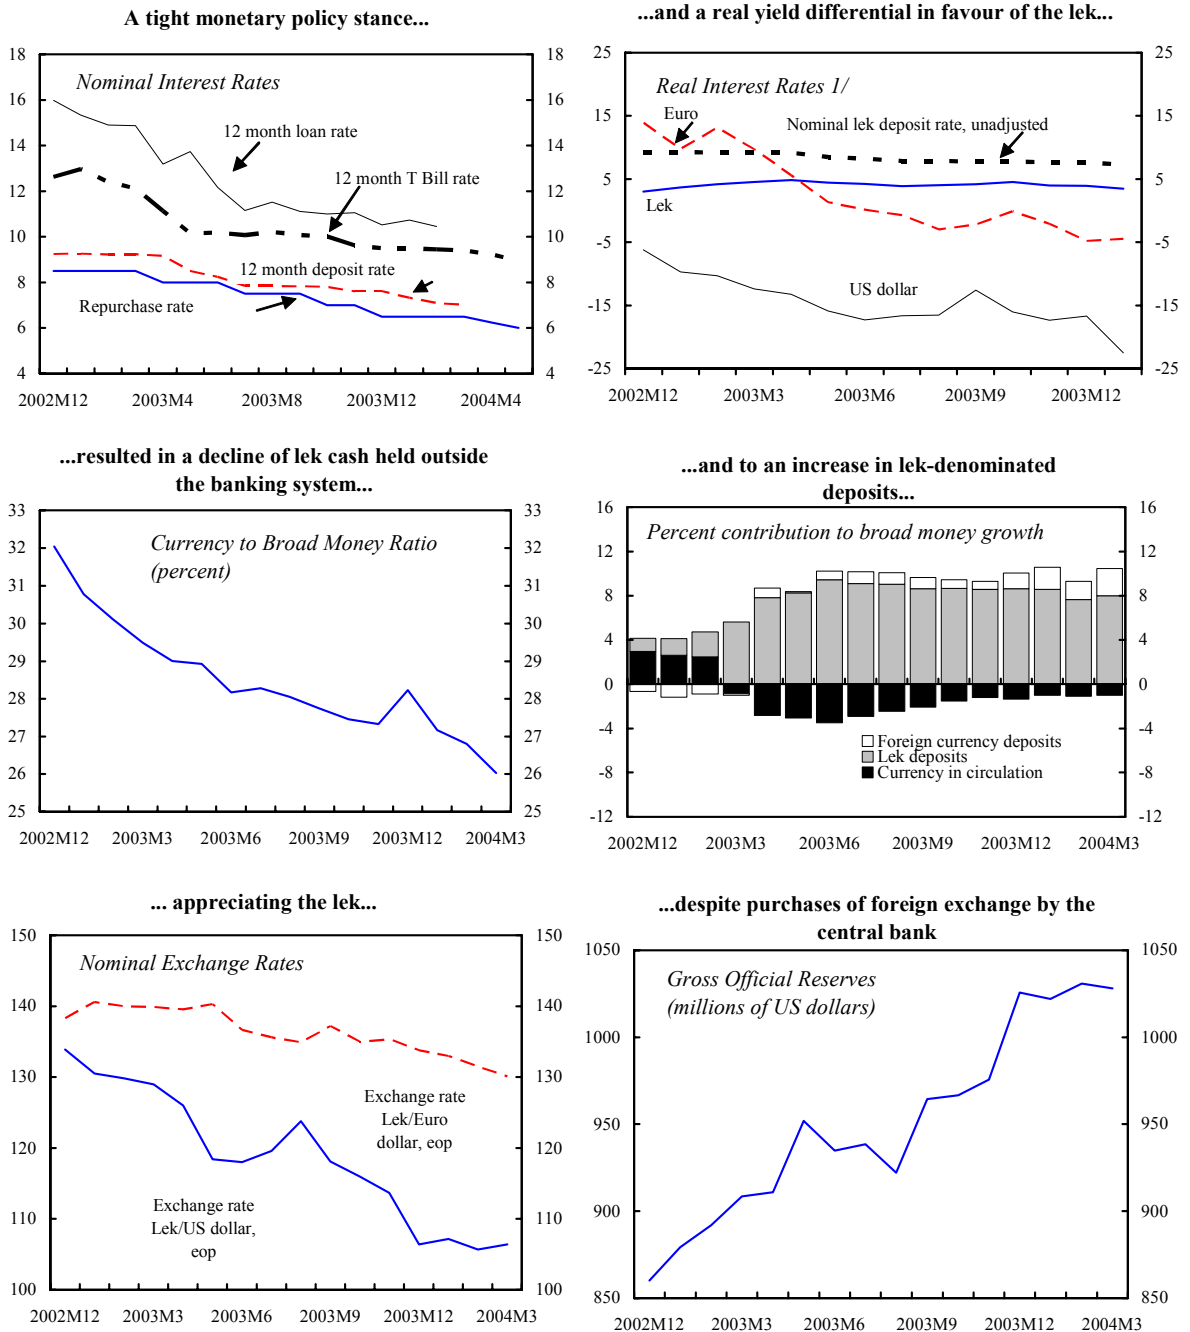 A tight monetary policy stance...
18
16
14
12
10
8
6
4
18
16
14
12
10
8
6
4
Nominal Interest Rates
12 month loan rate
12 month T Bill rate
12 month deposit rate
Repurchase rate
2002M12 2003M4 2003M8 2003M12 2004M4
...and a real yield differential in favour of the lek...
25
15
5
-5
-15
-25
25
15
5
-5
-15
-25
Real Interest Rates 1/
Euro
Nominal lek deposit rate, unadjusted
Lek
US dollar
2002M12 2003M3 2003M6 2003M9 2003M12
...resulted in a decline of lek cash held outside
the banking system...
33
32
31
30
29
28
27
26
25
33
32
31
30
29
28
27
26
25
Currency to Broad Money Ratio
(percent)
2002M12 2003M3 2003M6 2003M9 2003M12 2004M3
...and to an increase in lek-denominated
deposits...
16
12
8
4
0
-4
-8
-12
16
12
8
4
0
-4
-8
-12
Percent contribution to broad money growth
Foreign currency deposits
Lek deposits
Currency in circulation
2002M12 2003M3 2003M6 2003M9 2003M12 2004M3
... appreciating the lek...
150
140
130
120
110
100
150
140
130
120
110
100
Nominal Exchange Rates
Exchange rate
Lek/Euro
dollar, eop
Exchange rate
Lek/US dollar,
eop
2002M12 2003M3 2003M6 2003M9 2003M12 2004M3
...despite purchases of foreign exchange by the
central bank
1050
1000
950
900
850
1050
1000
950
900
850
Gross Official Reserves
(millions of US dollars)
2002M12 2003M3 2003M6 2003M9 2003M12 2004M3